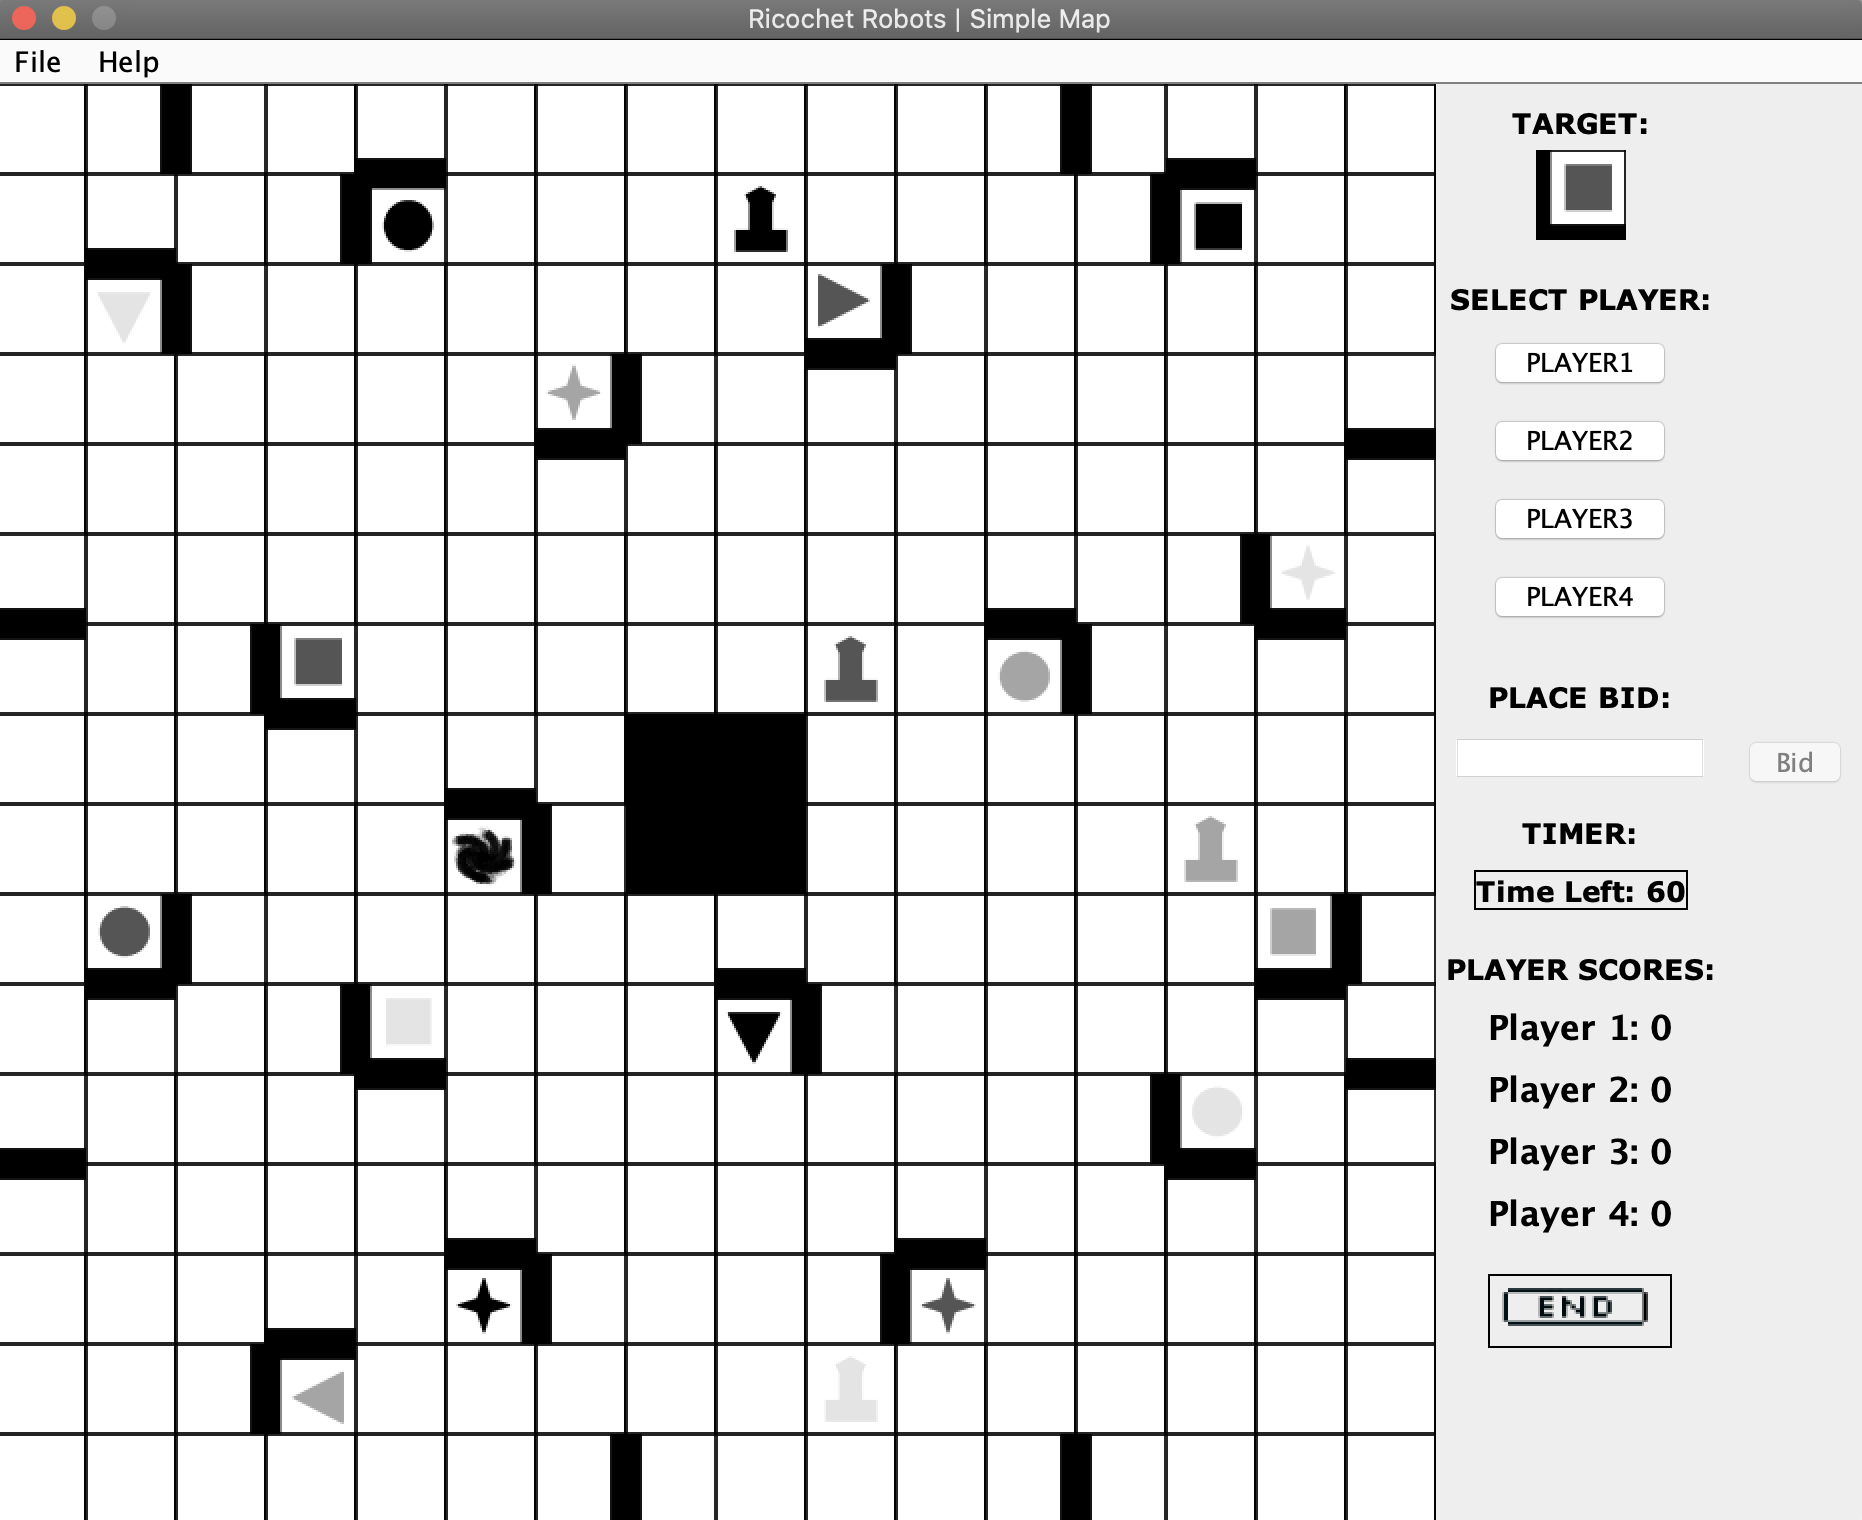 Ricochet Robots | Simple Map
File Help
TARGET:
SELECT PLAYER:
PLAYER1
PLAYER2
PLAYER3
PLAYER4
PLACE BID:
Bid
TIMER:
Time Left: 60
PLAYER SCORES:
Player 1: 0
Player 2: 0
Player 3: 0
Player 4: 0
END